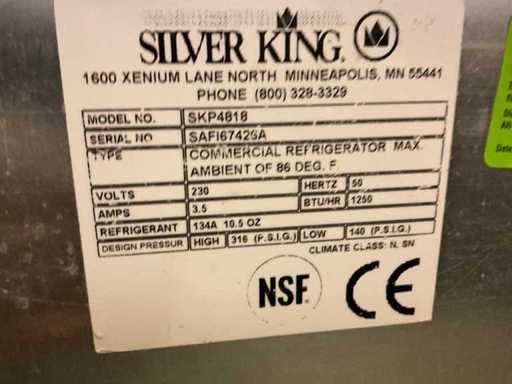 SILVER KING.
1600 XENIUM LANE NORTH MINNEAPOLIS, MN 55441
PHONE (800) 328-3329
MODEL NO. SKP4818
SERIAL NO SAFI67426A
TYPE COMMERCIAL REFRIGERATOR MAX.
AMBIENT OF 86 DEG. F.
VOLTS 230 HERTZ 50
AMPS 3.5 BTU/HR 1250
REFRIGERANT 134A 10.5 OZ
DESIGN PRESSUR HIGH 316 (P.S.I.G.) LOW 140 (P.S.I.G.)
CLIMATE CLASS: N, SN
NSF. CE